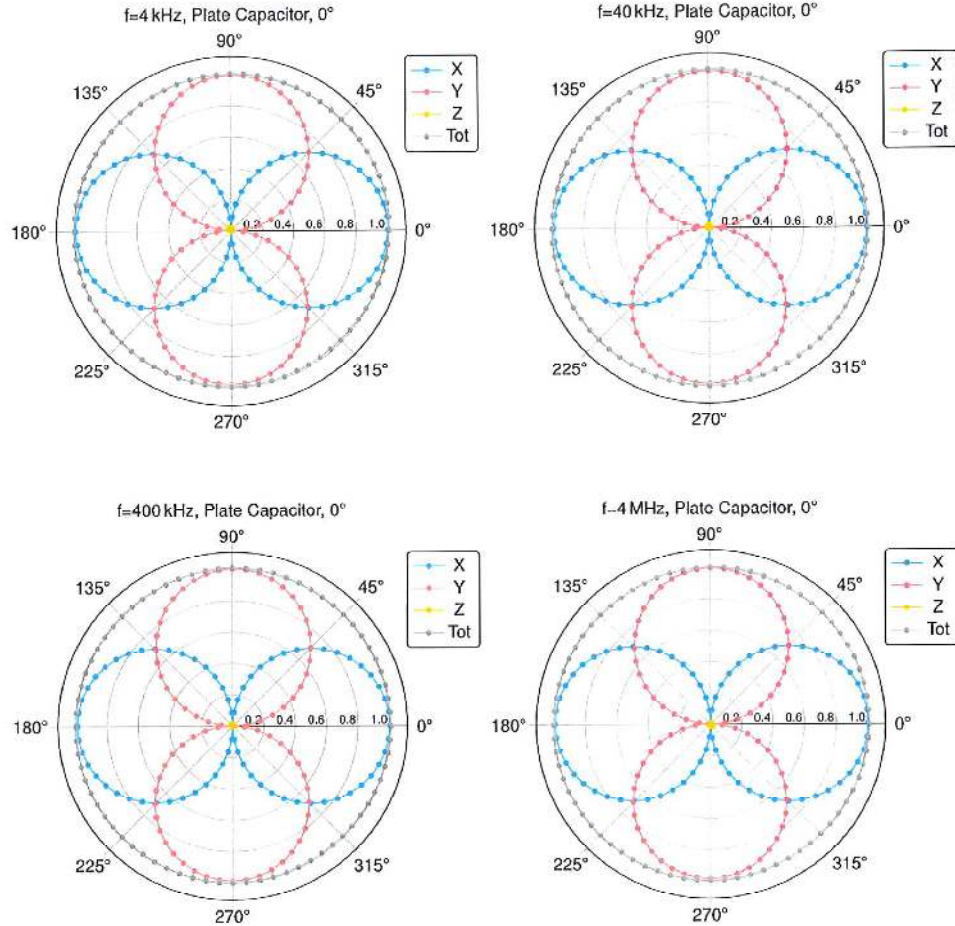 f=4 kHz, Plate Capacitor, 0°
90°
135°
45°
180°
0.2 0.4 0.6 0.8 1.0
0°
225°
315°
270°
X
Y
Z
Tot
f=40 kHz, Plate Capacitor, 0°
90°
135°
45°
180°
0.2 0.4 0.6 0.8 1.0
0°
225°
315°
270°
X
Y
Z
Tot
f=400 kHz, Plate Capacitor, 0°
90°
135°
45°
180°
0.2 0.4 0.6 0.8 1.0
0°
225°
315°
270°
X
Y
Z
Tot
f–4 MHz, Plate Capacitor, 0°
90°
135°
45°
180°
0.2 0.4 0.6 0.8 1.0
0°
225°
315°
270°
X
Y
Z
Tot